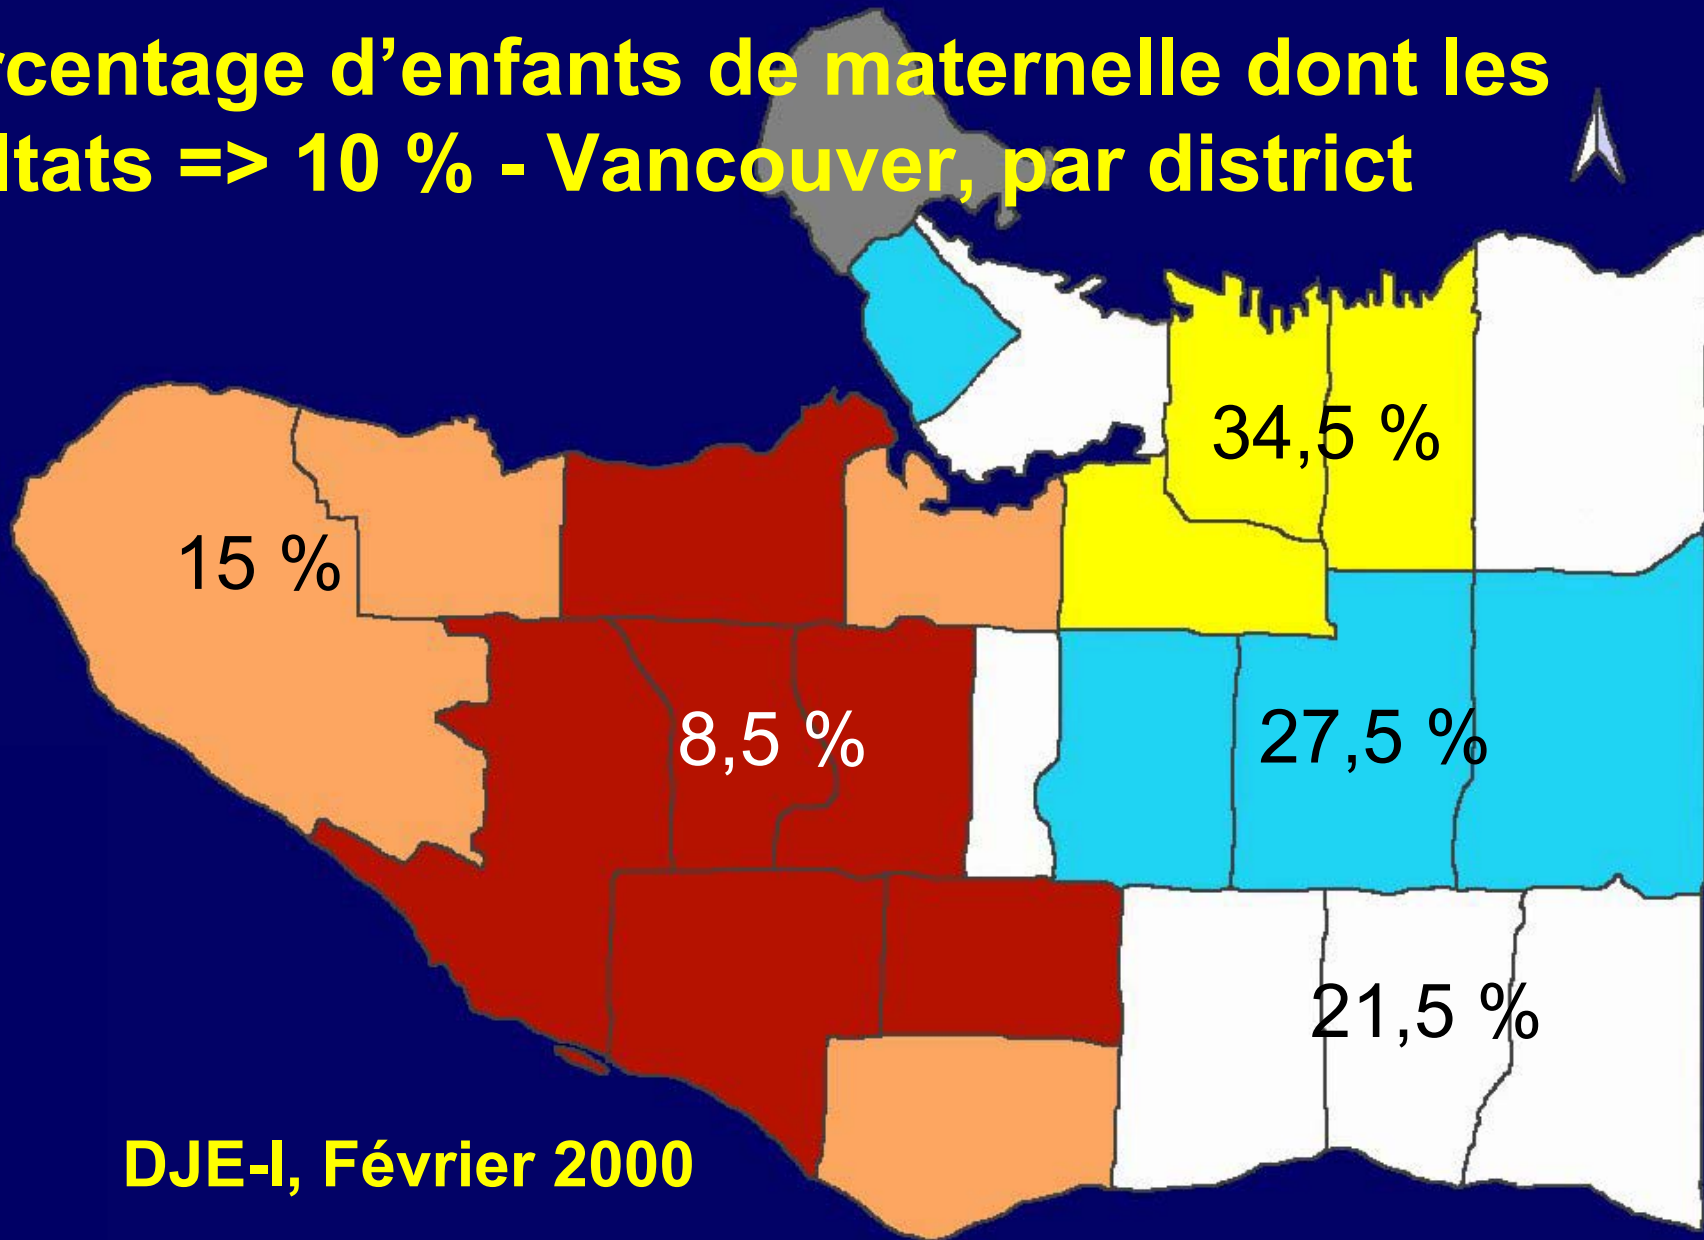 rcentage d’enfants de maternelle dont les
ltats => 10 % - Vancouver, par district
34,5 %
15 %
8,5 %
27,5 %
21,5 %
DJE-I, Février 2000